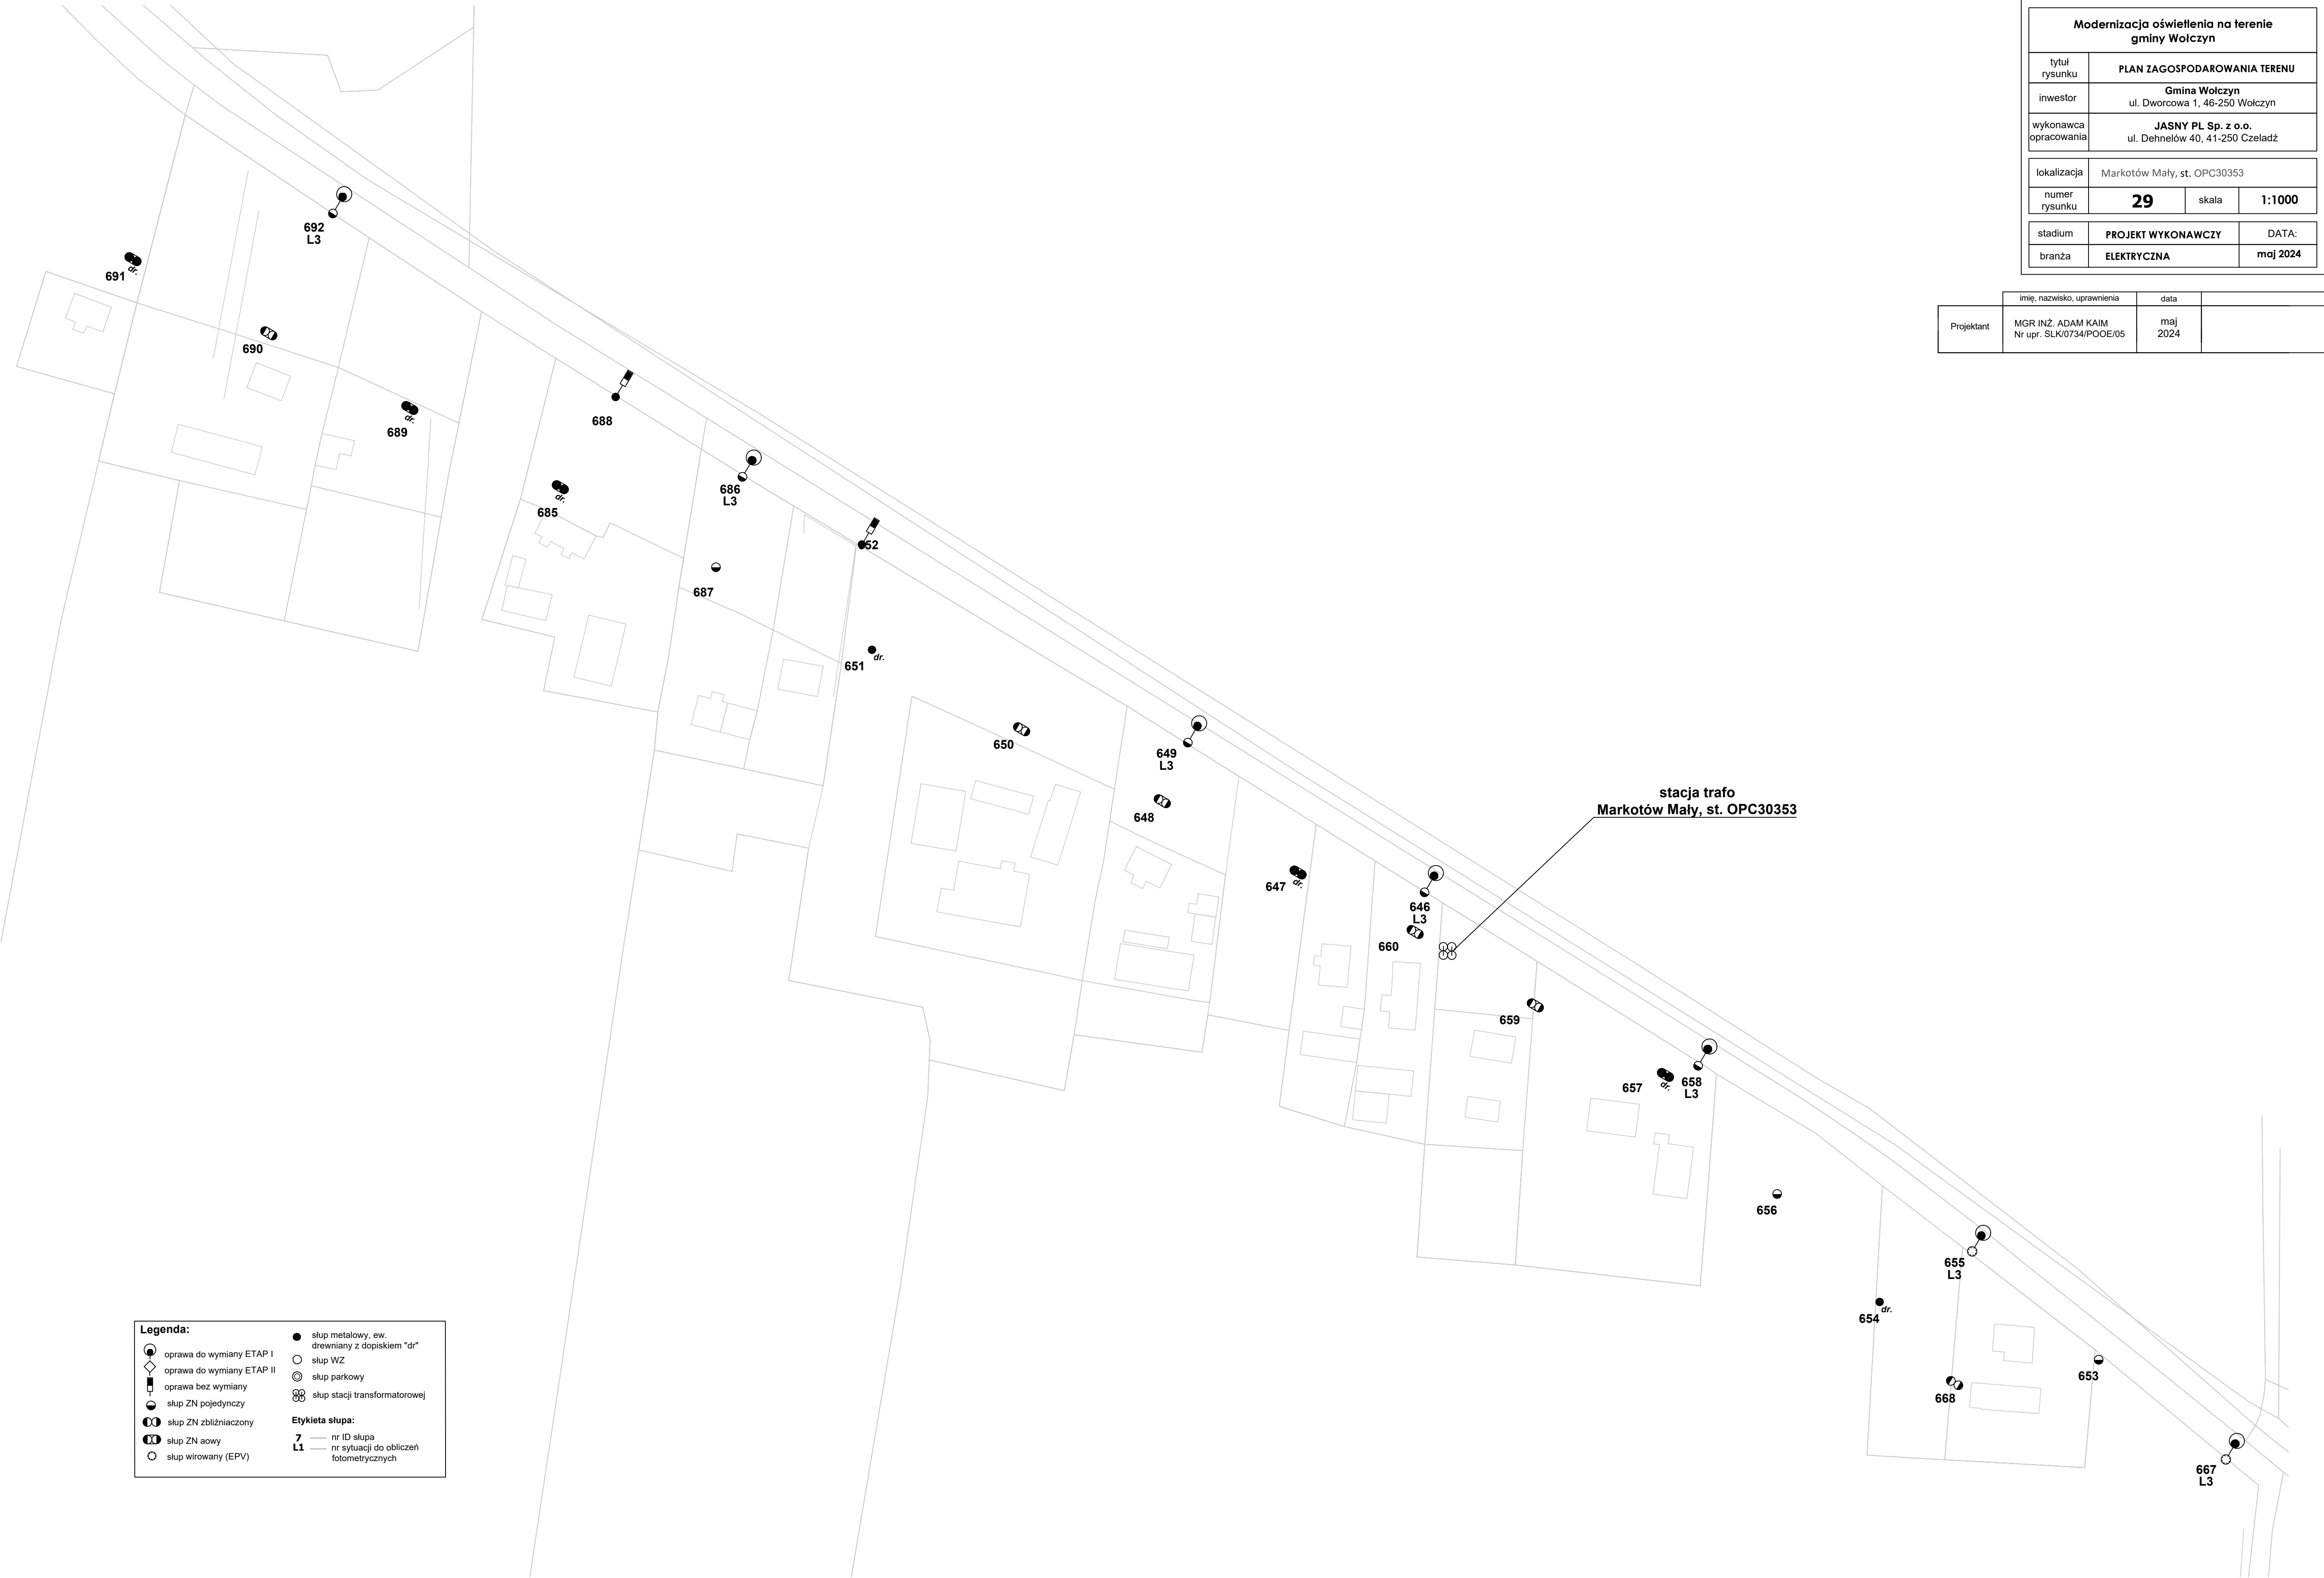 Modernizacja oświetlenia na terenie
gminy Wołczyn
tytuł
rysunku
PLAN ZAGOSPODAROWANIA TERENU
inwestor
Gmina Wołczyn
ul. Dworcowa 1, 46-250 Wołczyn
wykonawca
opracowania
JASNY PL Sp. z o.o.
ul. Dehnelów 40, 41-250 Czeladź
lokalizacja
Markotów Mały, st. OPC30353
numer
rysunku
29
skala
1:1000
stadium
PROJEKT WYKONAWCZY
DATA:
branża
ELEKTRYCZNA
maj 2024
imię, nazwisko, uprawnienia
data
Projektant
MGR INŻ. ADAM KAIM
Nr upr. SLK/0734/POOE/05
maj
2024
692
L3
691
dr.
690
689
dr.
688
686
L3
685
dr.
52
687
651
dr.
650
649
L3
648
stacja trafo
Markotów Mały, st. OPC30353
647
dr.
646
L3
660
659
657
dr.
658
L3
656
655
L3
654
dr.
653
668
667
L3
Legenda:
oprawa do wymiany ETAP I
oprawa do wymiany ETAP II
oprawa bez wymiany
słup ZN pojedynczy
słup ZN zbliźniaczony
słup ZN aowy
słup wirowany (EPV)
słup metalowy, ew.
drewniany z dopiskiem "dr"
słup WZ
słup parkowy
słup stacji transformatorowej
Etykieta słupa:
7
nr ID słupa
L1
nr sytuacji do obliczeń
fotometrycznych